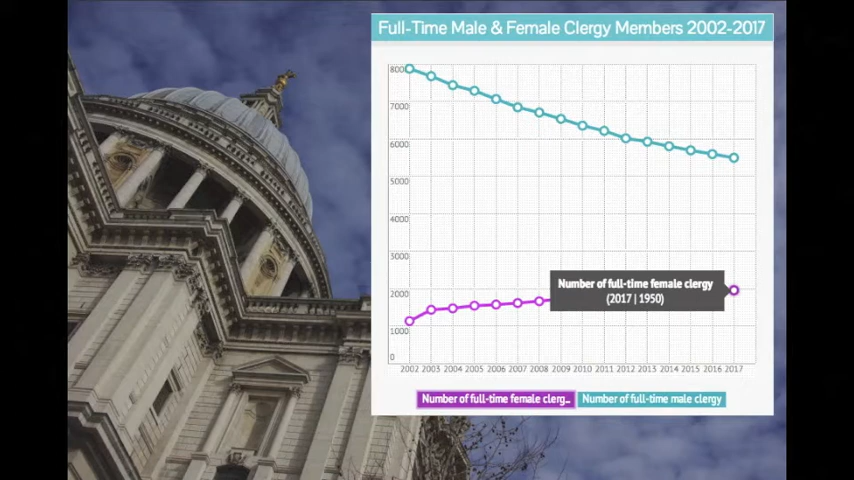 Full-Time Male & Female Clergy Members 2002-2017
8000
7000
6000
5000
4000
3000
2000
1000
0
Number of full-time female clergy
(2017 | 1950)
2002 2003 2004 2005 2006 2007 2008 2009 2010 2011 2012 2013 2014 2015 2016 2017
Number of full-time female clerg...
Number of full-time male clergy